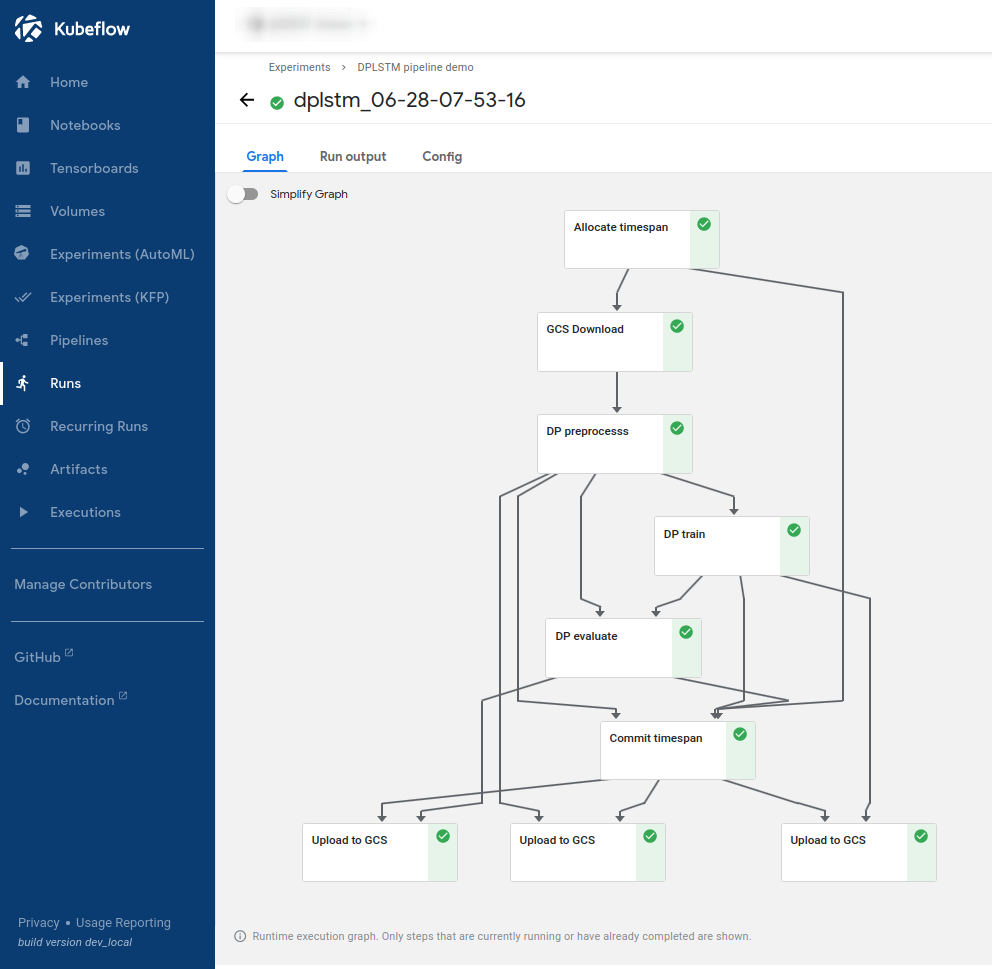 Kubeflow
Home
Notebooks
Tensorboards
Volumes
Experiments (AutoML)
Experiments (KFP)
Pipelines
Runs
Recurring Runs
Artifacts
Executions
Manage Contributors
GitHub
Documentation
Privacy • Usage Reporting
build version dev_local
Experiments › DPLSTM pipeline demo
dplstm_06-28-07-53-16
Graph Run output Config
Simplify Graph
Allocate timespan
GCS Download
DP preprocesss
DP train
DP evaluate
Commit timespan
Upload to GCS Upload to GCS Upload to GCS
Runtime execution graph. Only steps that are currently running or have already completed are shown.